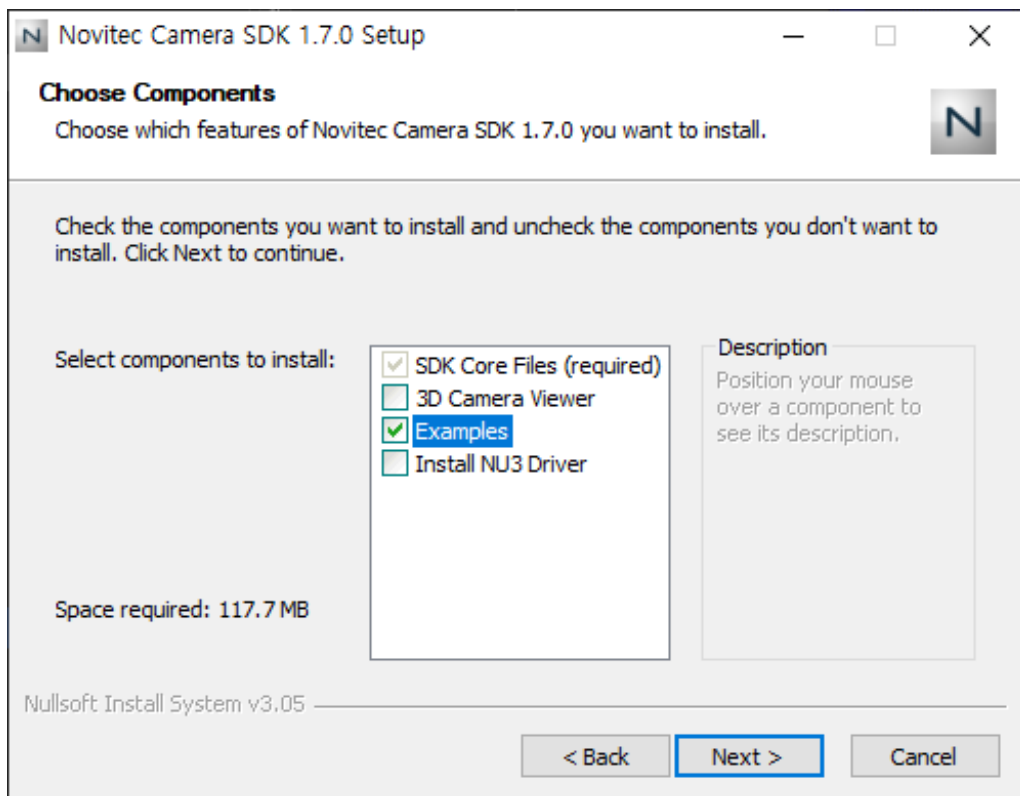 N Novitec Camera SDK 1.7.0 Setup
Choose Components
Choose which features of Novitec Camera SDK 1.7.0 you want to install.
N
Check the components you want to install and uncheck the components you don't want to
install. Click Next to continue.
Select components to install:
SDK Core Files (required)
3D Camera Viewer
Examples
Install NU3 Driver
Description
Position your mouse
over a component to
see its description.
Space required: 117.7 MB
Nullsoft Install System v3.05
< Back
Next >
Cancel